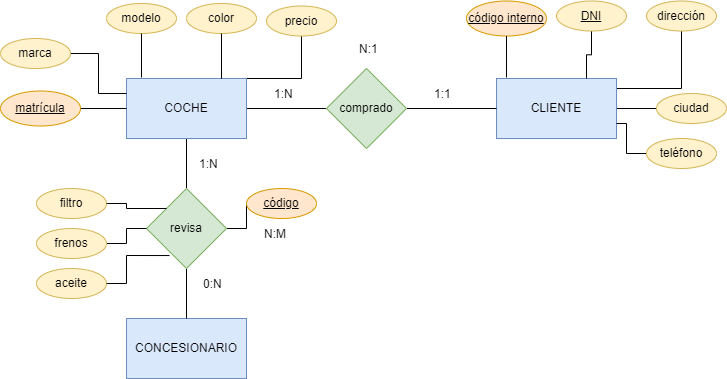 modelo
color
precio
código interno
DNI
dirección
marca
N:1
matrícula
COCHE
1:N
comprado
1:1
CLIENTE
ciudad
teléfono
1:N
filtro
código
revisa
N:M
frenos
aceite
0:N
CONCESIONARIO